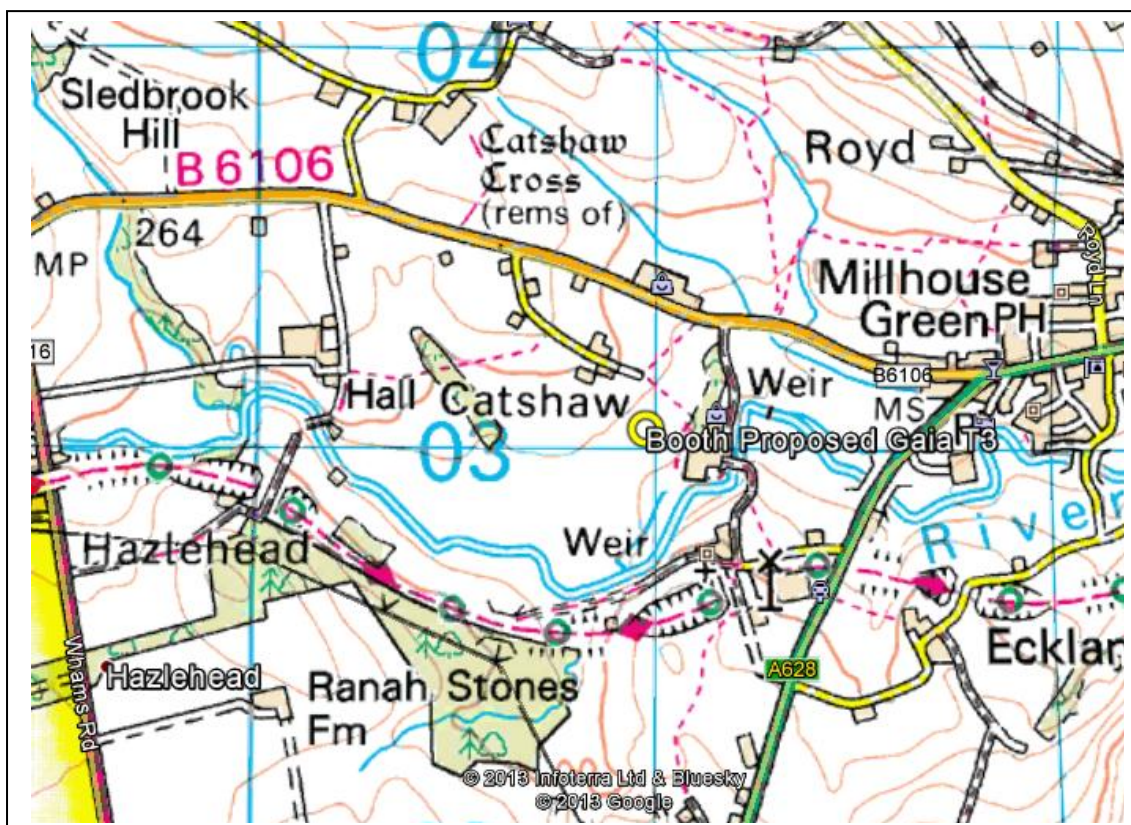 04
Sledbrook
Hill
Catshaw
Cross
(rems of)
Royd
B 6106
264
MP
Royd Ln
Millhouse
Green PH
16
B6106
Hall
Catshaw
Weir
MS
P
03
Booth Proposed Gaia T3
Hazlehead
Weir
River
Ecklan
A628
Whams Rd
Hazlehead
Ranah Stones
Fm
© 2013 Infoterra Ltd & Bluesky
© 2013 Google